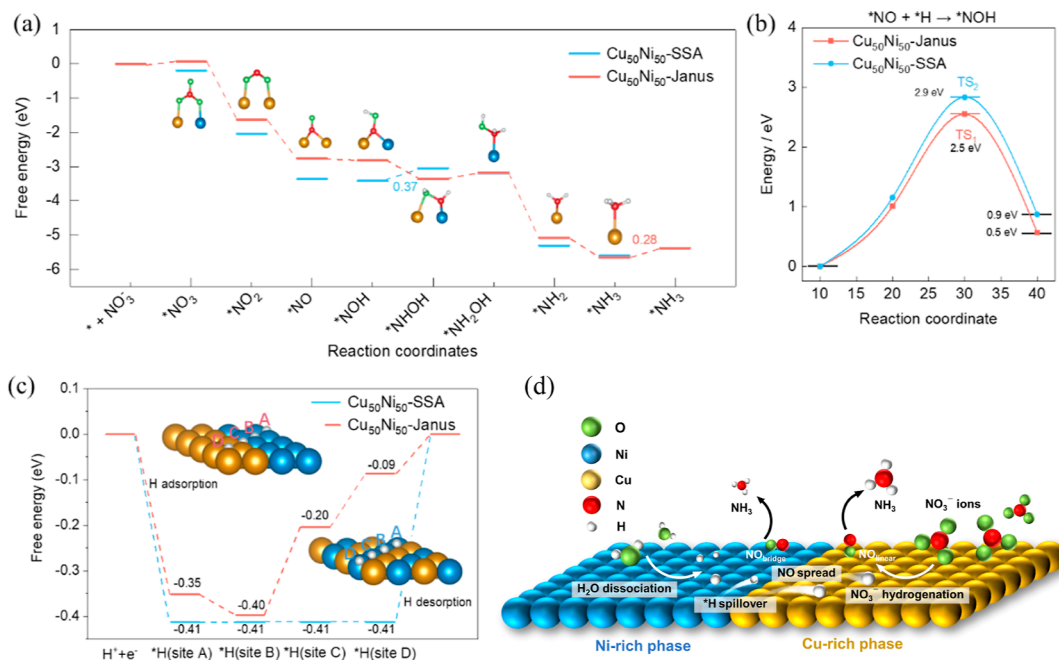 (a)
1
0
-1
-2
-3
-4
-5
-6
Free energy (eV)
Cu₅₀Ni₅₀-SSA
Cu₅₀Ni₅₀-Janus
0.37
0.28
* + NO₃⁻
*NO₃
*NO₂
*NO
*NOH
*NHOH
*NH₂OH
*NH₂
*NH₃
*NH₃
Reaction coordinates
(b)
*NO + *H → *NOH
4
3
2
1
0
Energy / eV
Cu₅₀Ni₅₀-Janus
Cu₅₀Ni₅₀-SSA
TS₂
2.9 eV
TS₁
2.5 eV
0.9 eV
0.5 eV
10 20 30 40
Reaction coordinate
(c)
0.1
0.0
-0.1
-0.2
-0.3
-0.4
Free energy (eV)
Cu₅₀Ni₅₀-SSA
Cu₅₀Ni₅₀-Janus
D C B A
H adsorption
-0.09
-0.20
B A
-0.35
-0.40
H desorption
-0.41 -0.41 -0.41 -0.41
H⁺+e⁻ *H(site A) *H(site B) *H(site C) *H(site D)
(d)
O
Ni
Cu
N
H
NH₃
NH₃
NO₃⁻ ions
NO_bridge
NO_linear
H₂O dissociation
NO spread
*H spillover
NO₃⁻ hydrogenation
Ni-rich phase
Cu-rich phase